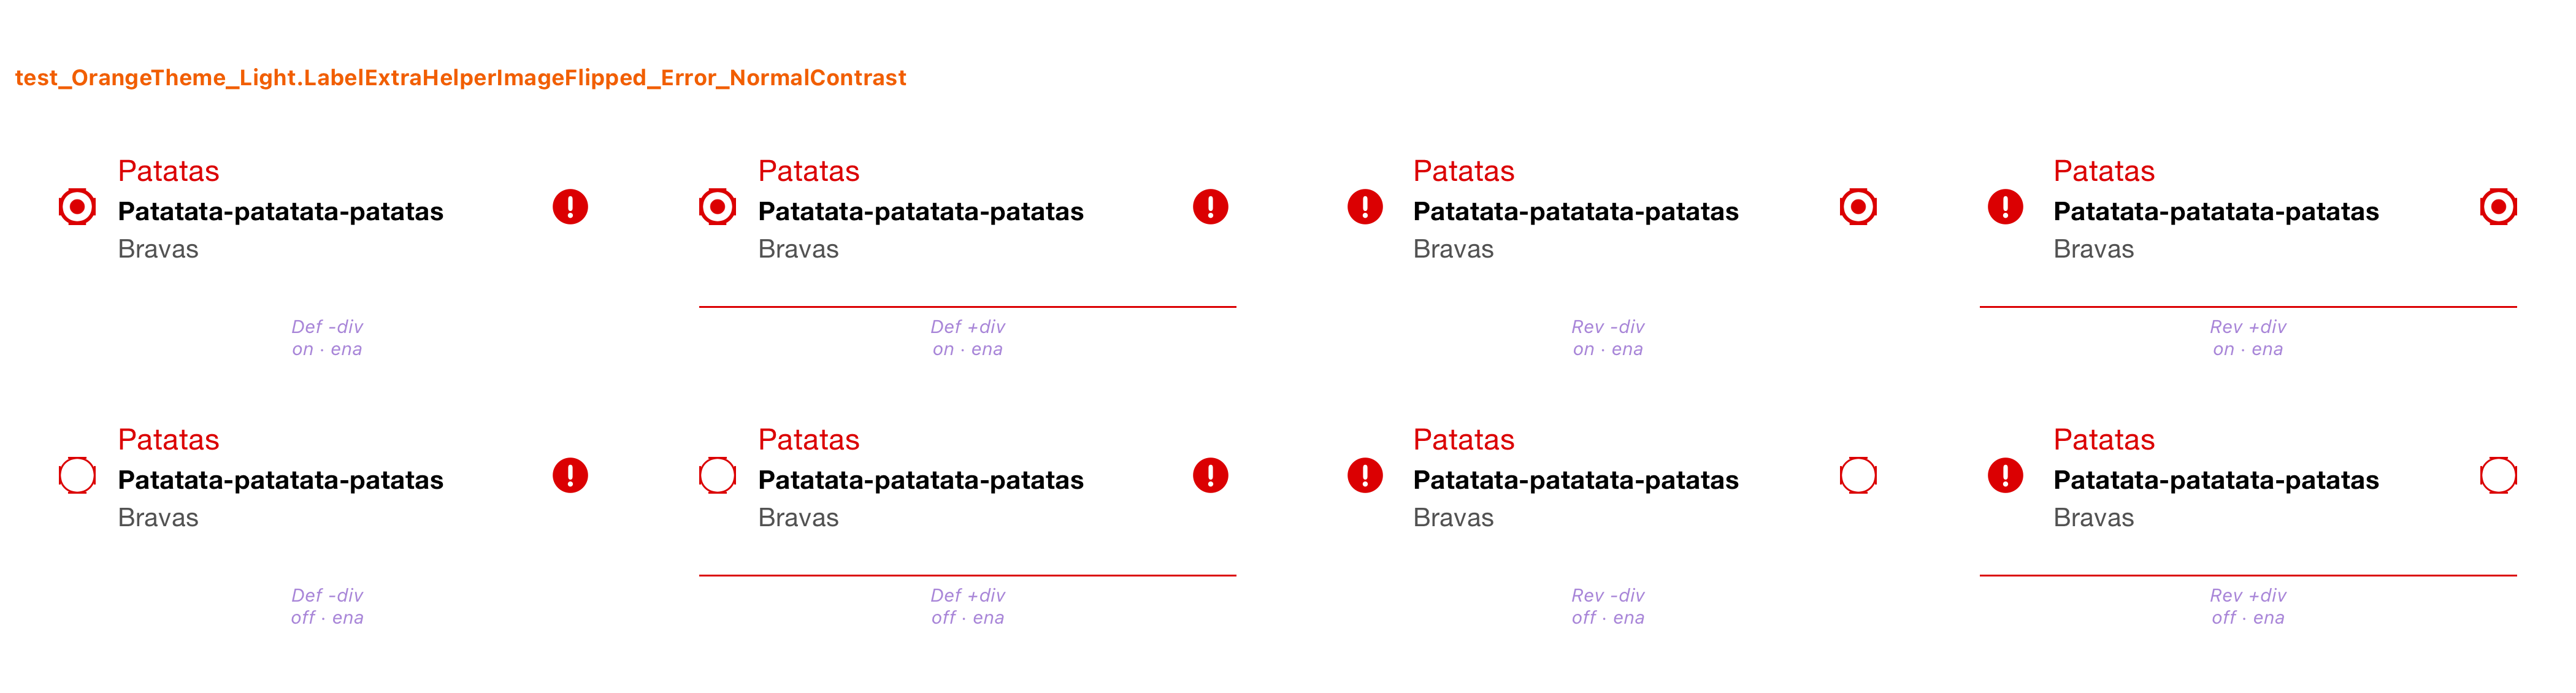 test_OrangeTheme_Light.LabelExtraHelperImageFlipped_Error_NormalContrast
Patatas
Patatata-patatata-patatas
Bravas
Def -div
on · ena
Patatas
Patatata-patatata-patatas
Bravas
Def +div
on · ena
Patatas
Patatata-patatata-patatas
Bravas
Rev -div
on · ena
Patatas
Patatata-patatata-patatas
Bravas
Rev +div
on · ena
Patatas
Patatata-patatata-patatas
Bravas
Def -div
off · ena
Patatas
Patatata-patatata-patatas
Bravas
Def +div
off · ena
Patatas
Patatata-patatata-patatas
Bravas
Rev -div
off · ena
Patatas
Patatata-patatata-patatas
Bravas
Rev +div
off · ena